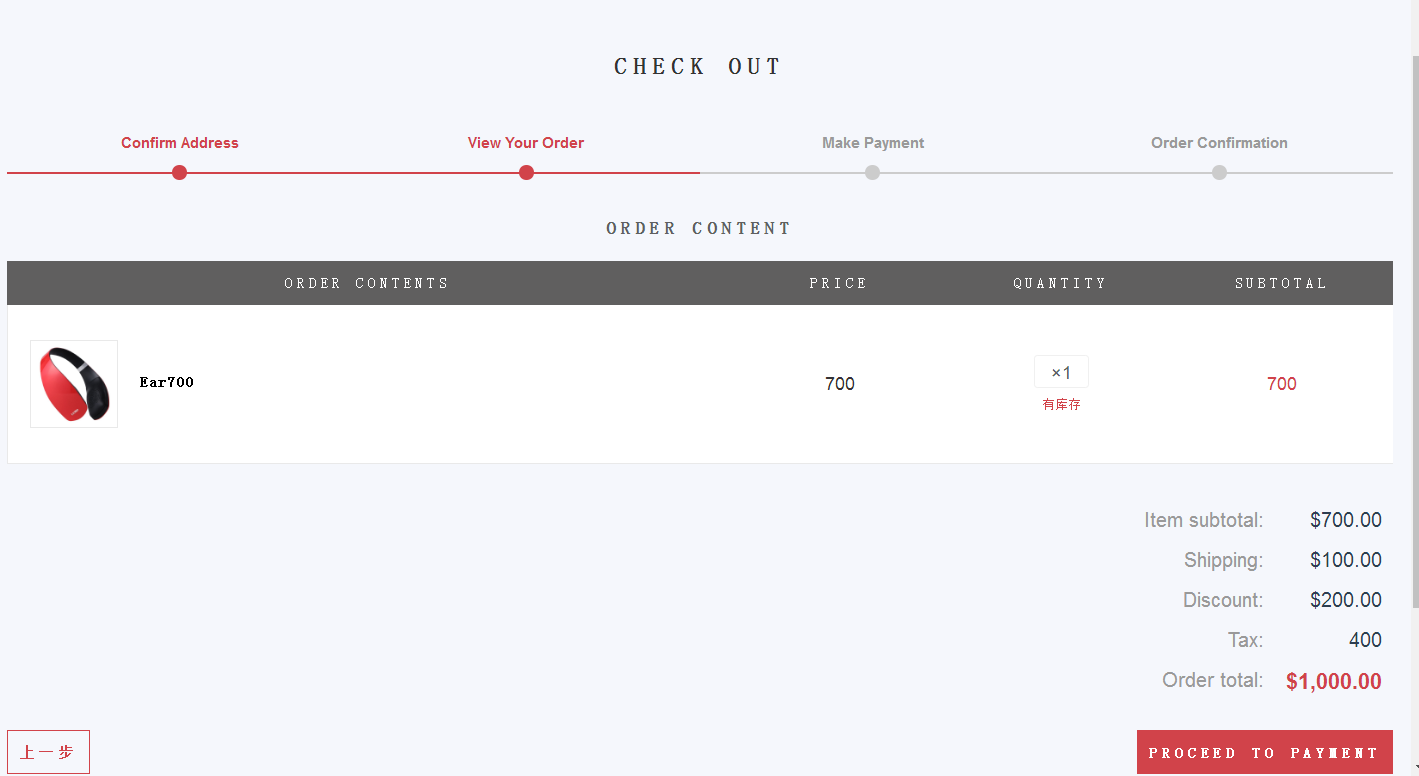 CHECK OUT
Confirm Address View Your Order Make Payment Order Confirmation
ORDER CONTENT
ORDER CONTENTS PRICE QUANTITY SUBTOTAL
Ear700 700 ×1 700
有库存
Item subtotal: $700.00
Shipping: $100.00
Discount: $200.00
Tax: 400
Order total: $1,000.00
上一步 PROCEED TO PAYMENT